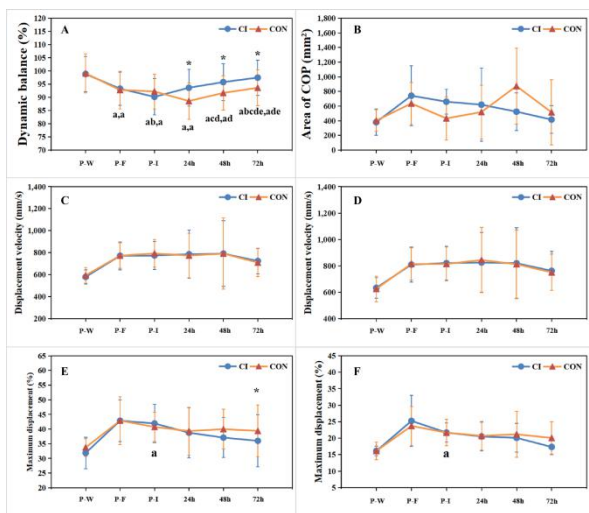 A
CI
CON
Dynamic balance (%)
130
125
120
115
110
105
100
95
90
85
80
*
*
*
a,a
ab,a
a,a
acd,ad
abcde,ade
P-W
P-F
P-I
24h
48h
72h
B
CI
CON
Area of COP (mm²)
1,800
1,600
1,400
1,200
1,000
800
600
400
200
0
P-W
P-F
P-I
24h
48h
72h
C
CI
CON
Displacement velocity (mm/s)
1,400
1,200
1,000
800
600
400
200
P-W
P-F
P-I
24h
48h
72h
D
CI
CON
Displacement velocity (mm/s)
1,400
1,200
1,000
800
600
400
P-W
P-F
P-I
24h
48h
72h
E
CI
CON
Maximum displacement (%)
65
60
55
50
45
40
35
30
25
20
*
a
P-W
P-F
P-I
24h
48h
72h
F
CI
CON
Maximum displacement (%)
45
40
35
30
25
20
15
10
5
0
a
P-W
P-F
P-I
24h
48h
72h